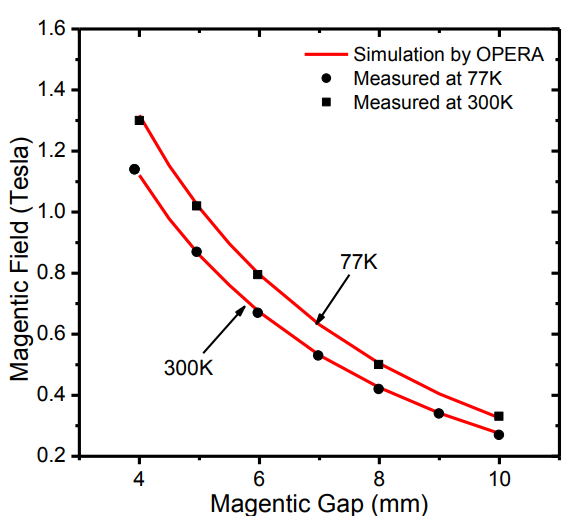 1.6
1.4
1.2
1.0
0.8
0.6
0.4
0.2
4
6
8
10
Magentic Field (Tesla)
Magentic Gap (mm)
Simulation by OPERA
Measured at 77K
Measured at 300K
77K
300K